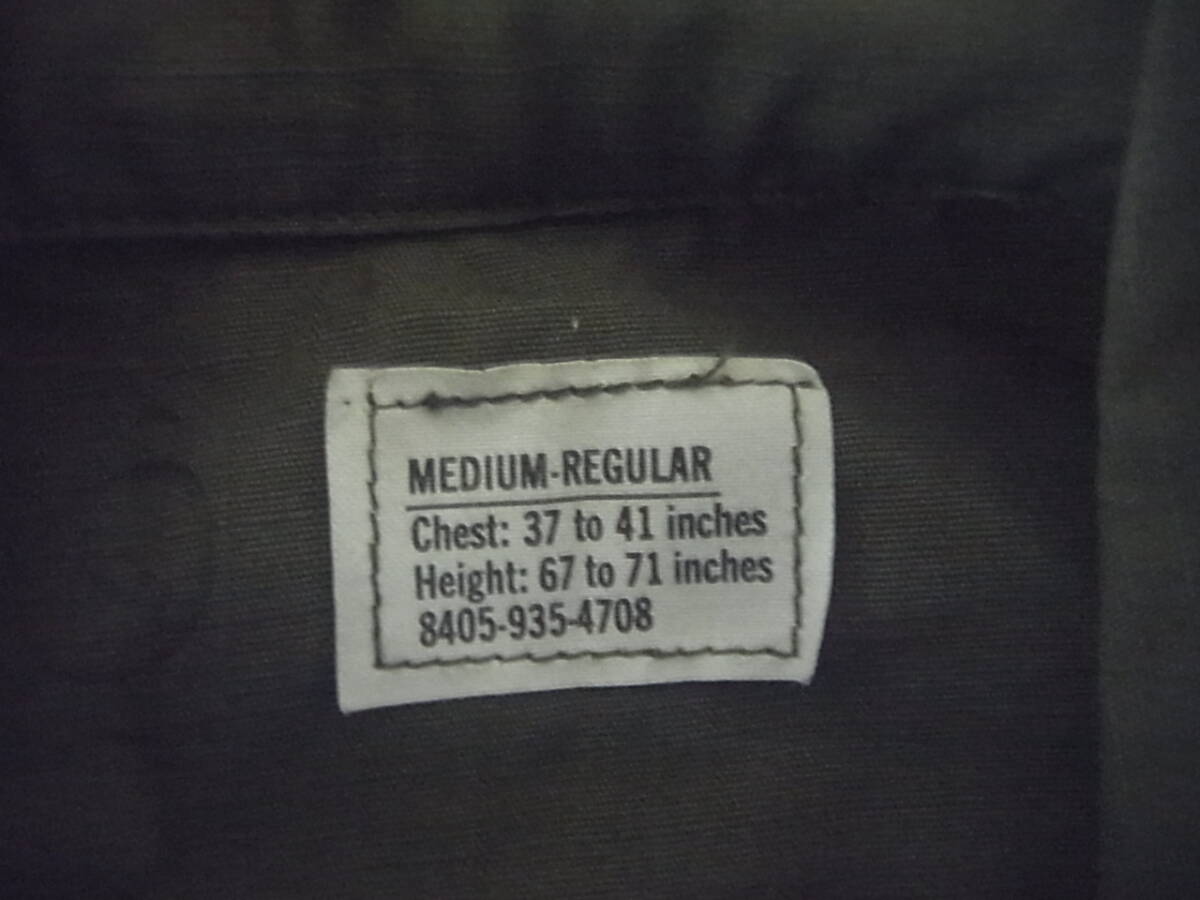 MEDIUM-REGULAR
Chest: 37 to 41 inches
Height: 67 to 71 inches
8405-935-4708